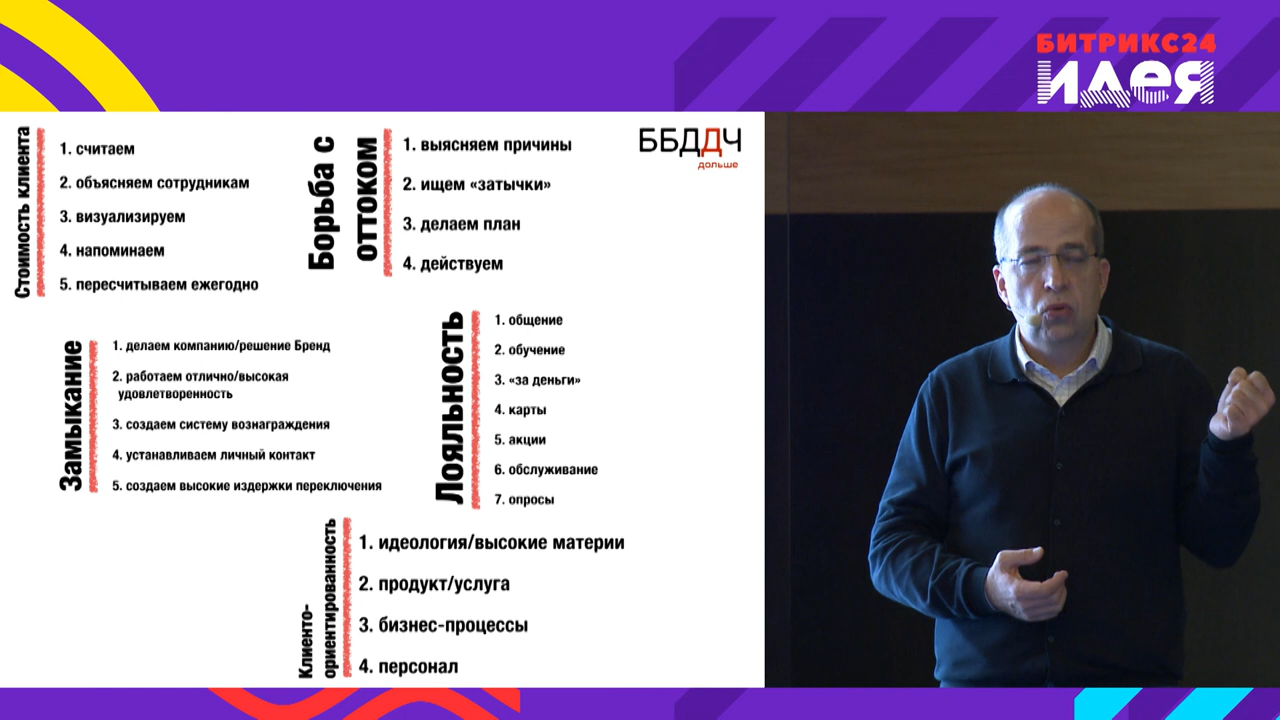 БИТРИКС24
идея
Стоимость клиента
1. считаем
2. объясняем сотрудникам
3. визуализируем
4. напоминаем
5. пересчитываем ежегодно
Борьба с
оттоком
1. выясняем причины
2. ищем «затычки»
3. делаем план
4. действуем
ББДДЧ
дольше
Замыкание
1. делаем компанию/решение Бренд
2. работаем отлично/высокая
удовлетворенность
3. создаем систему вознаграждения
4. устанавливаем личный контакт
5. создаем высокие издержки переключения
Лояльность
1. общение
2. обучение
3. «за деньги»
4. карты
5. акции
6. обслуживание
7. опросы
Клиенто-
ориентированность
1. идеология/высокие материи
2. продукт/услуга
3. бизнес-процессы
4. персонал